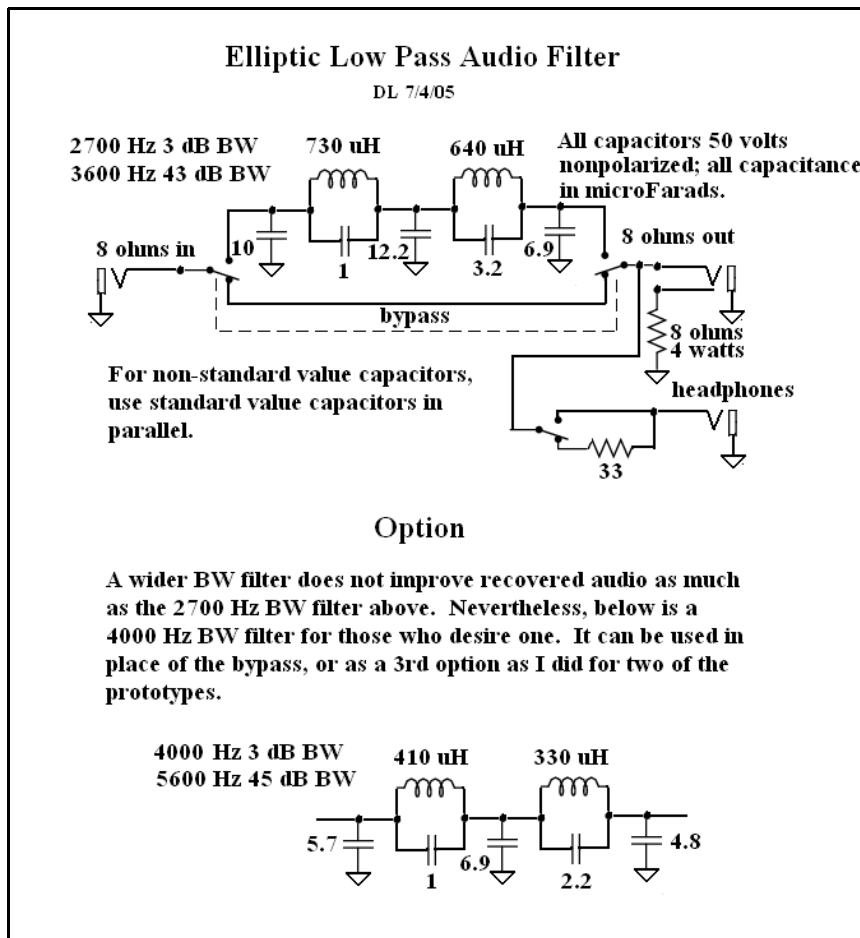 Elliptic Low Pass Audio Filter
DL 7/4/05
2700 Hz 3 dB BW
3600 Hz 43 dB BW
730 uH
640 uH
All capacitors 50 volts
nonpolarized; all capacitance
in microFarads.
8 ohms in
10
1
12.2
3.2
6.9
8 ohms out
bypass
8 ohms
4 watts
For non-standard value capacitors,
use standard value capacitors in
parallel.
headphones
33
Option
A wider BW filter does not improve recovered audio as much
as the 2700 Hz BW filter above.  Nevertheless, below is a
4000 Hz BW filter for those who desire one.  It can be used in
place of the bypass, or as a 3rd option as I did for two of the
prototypes.
4000 Hz 3 dB BW
5600 Hz 45 dB BW
410 uH
330 uH
5.7
1
6.9
2.2
4.8